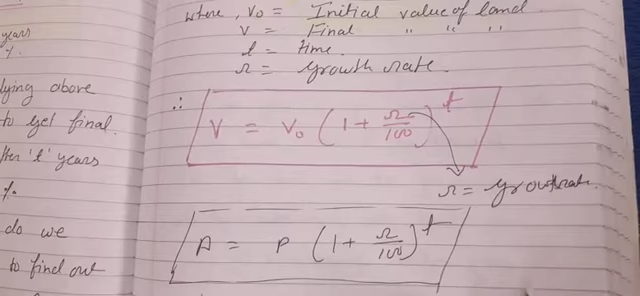 where, V₀ = Initial value of land.
V = Final " " "
t = time.
r = growth rate.
∴ V = V₀ (1 + r/100)^t
r = growth rate.
A = P (1 + r/100)^t
years
%.
lying above
to get final.
't' years
%.
do we
to find out